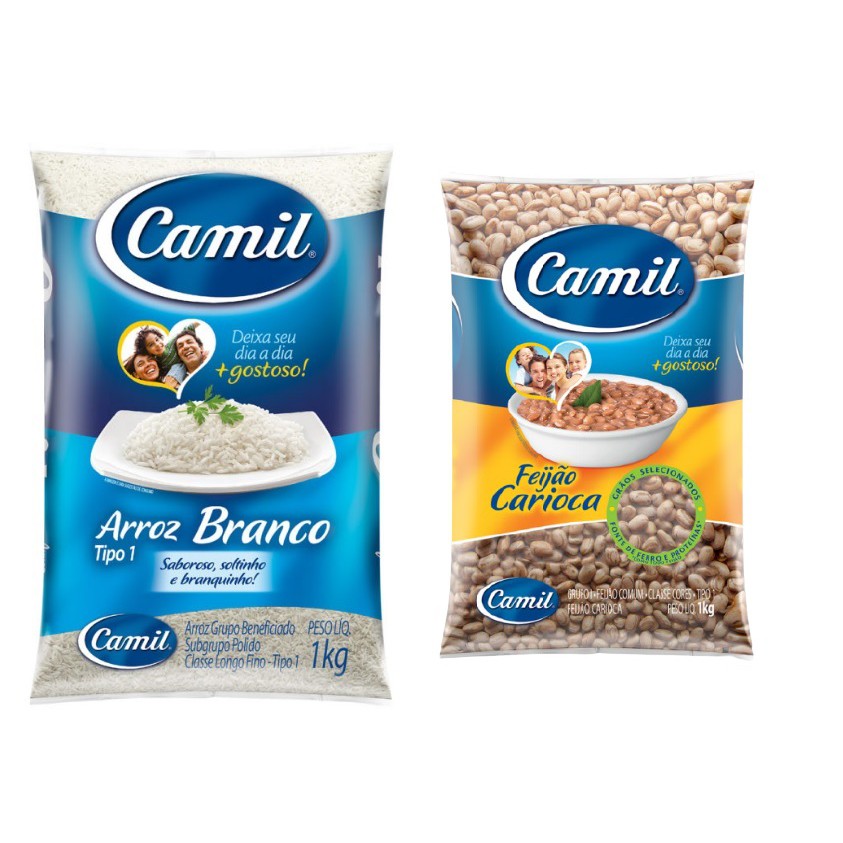 Camil®
Deixa seu
dia a dia
+gostoso!
Arroz Branco
Tipo 1
Saboroso, soltinho
e branquinho!
Camil
Arroz Grupo Beneficiado
Subgrupo Polido
Classe Longo Fino - Tipo 1
PESO LÍQ.
1kg
Camil®
Deixa seu
dia a dia
+gostoso!
Feijão
Carioca
GRÃOS SELECIONADOS
FONTE DE FERRO E PROTEÍNAS
Camil
GRUPO I - FEIJÃO COMUM - CLASSE CORES - TIPO 1
FEIJÃO CARIOCA
PESO LÍQ. 1kg